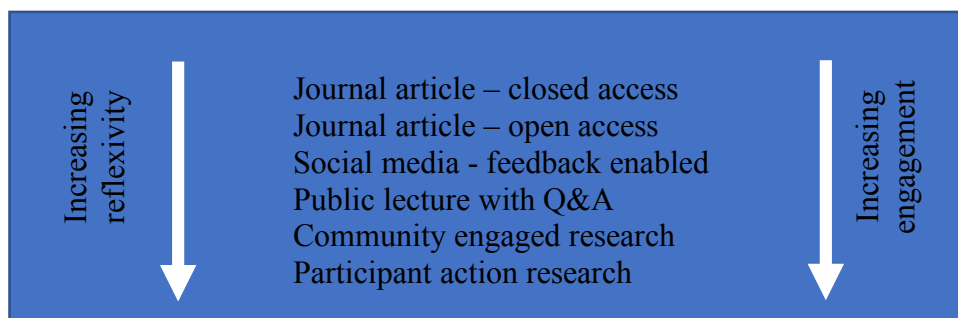 Increasing
reflexivity
Journal article – closed access
Journal article – open access
Social media - feedback enabled
Public lecture with Q&A
Community engaged research
Participant action research
Increasing
engagement